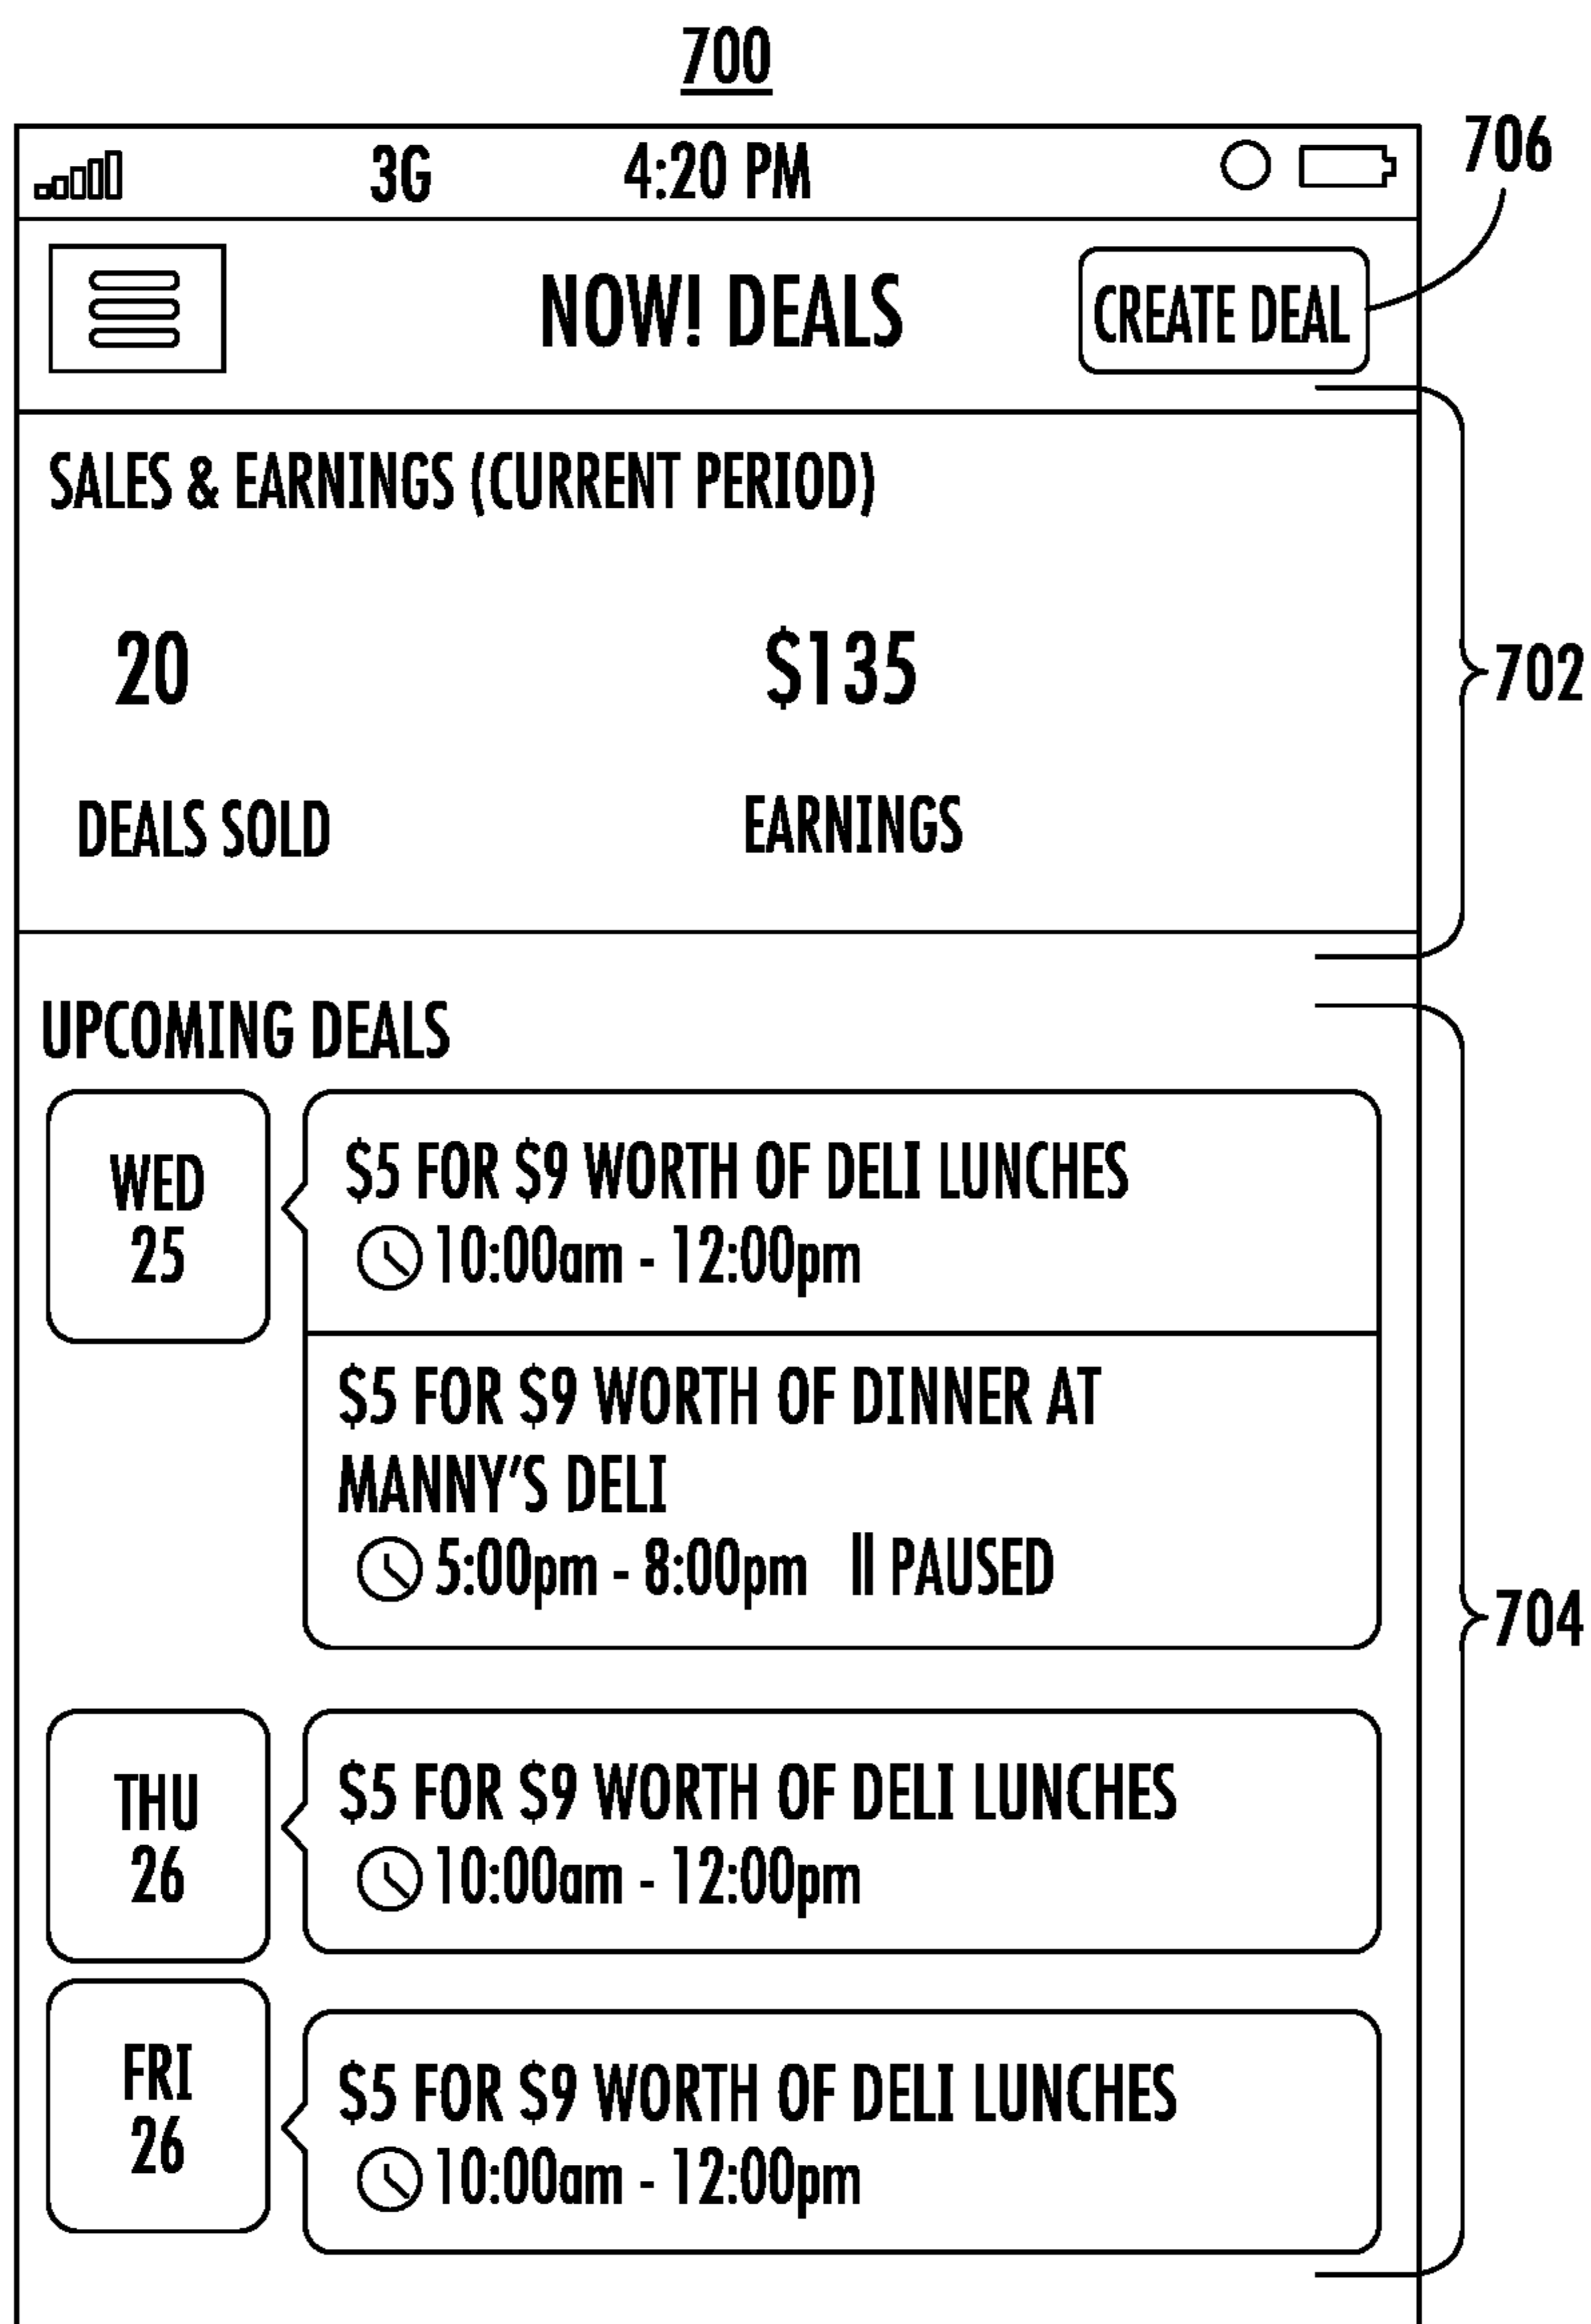 700
706
3G 4:20 PM
NOW! DEALS
CREATE DEAL
SALES & EARNINGS (CURRENT PERIOD)
20 $135
702
DEALS SOLD EARNINGS
UPCOMING DEALS
WED
25
$5 FOR $9 WORTH OF DELI LUNCHES
10:00am - 12:00pm
$5 FOR $9 WORTH OF DINNER AT
MANNY'S DELI
5:00pm - 8:00pm || PAUSED
704
THU
26
$5 FOR $9 WORTH OF DELI LUNCHES
10:00am - 12:00pm
FRI
26
$5 FOR $9 WORTH OF DELI LUNCHES
10:00am - 12:00pm